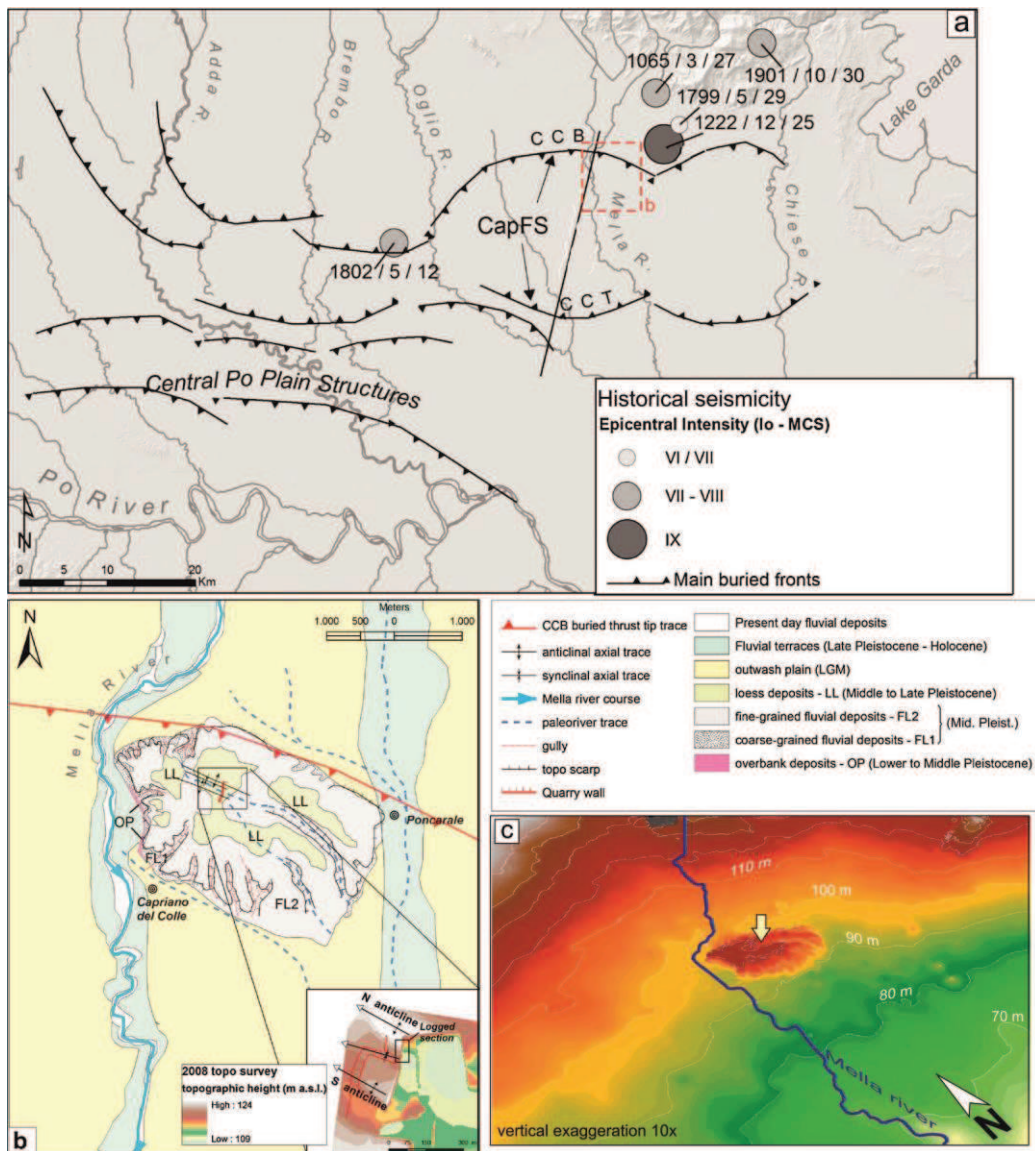 a
Adda R.
Brembo R.
Oglio R.
1065 / 3 / 27
1901 / 10 / 30
1799 / 5 / 29
1222 / 12 / 25
Lake Garda
CCB
b
CapFS
Mella R.
Chiese R.
1802 / 5 / 12
CCT
Central Po Plain Structures
Po River
N
0 5 10 20
Km
Historical seismicity
Epicentral Intensity (Io - MCS)
VI / VII
VII - VIII
IX
Main buried fronts
N
Meters
1.000 500 0 1.000
Mella River
LL
LL
LL
OP
FL1
FL2
Poncarale
Capriano
del Colle
N anticline
Logged
section
S anticline
2008 topo survey
topographic height (m a.s.l.)
High : 124
Low : 109
b
CCB buried thrust tip trace
anticlinal axial trace
synclinal axial trace
Mella river course
paleoriver trace
gully
topo scarp
Quarry wall
Present day fluvial deposits
Fluvial terraces (Late Pleistocene - Holocene)
outwash plain (LGM)
loess deposits - LL (Middle to Late Pleistocene)
fine-grained fluvial deposits - FL2
(Mid. Pleist.)
coarse-grained fluvial deposits - FL1
overbank deposits - OP (Lower to Middle Pleistocene)
c
110 m
100 m
90 m
80 m
70 m
Mella river
N
vertical exaggeration 10x